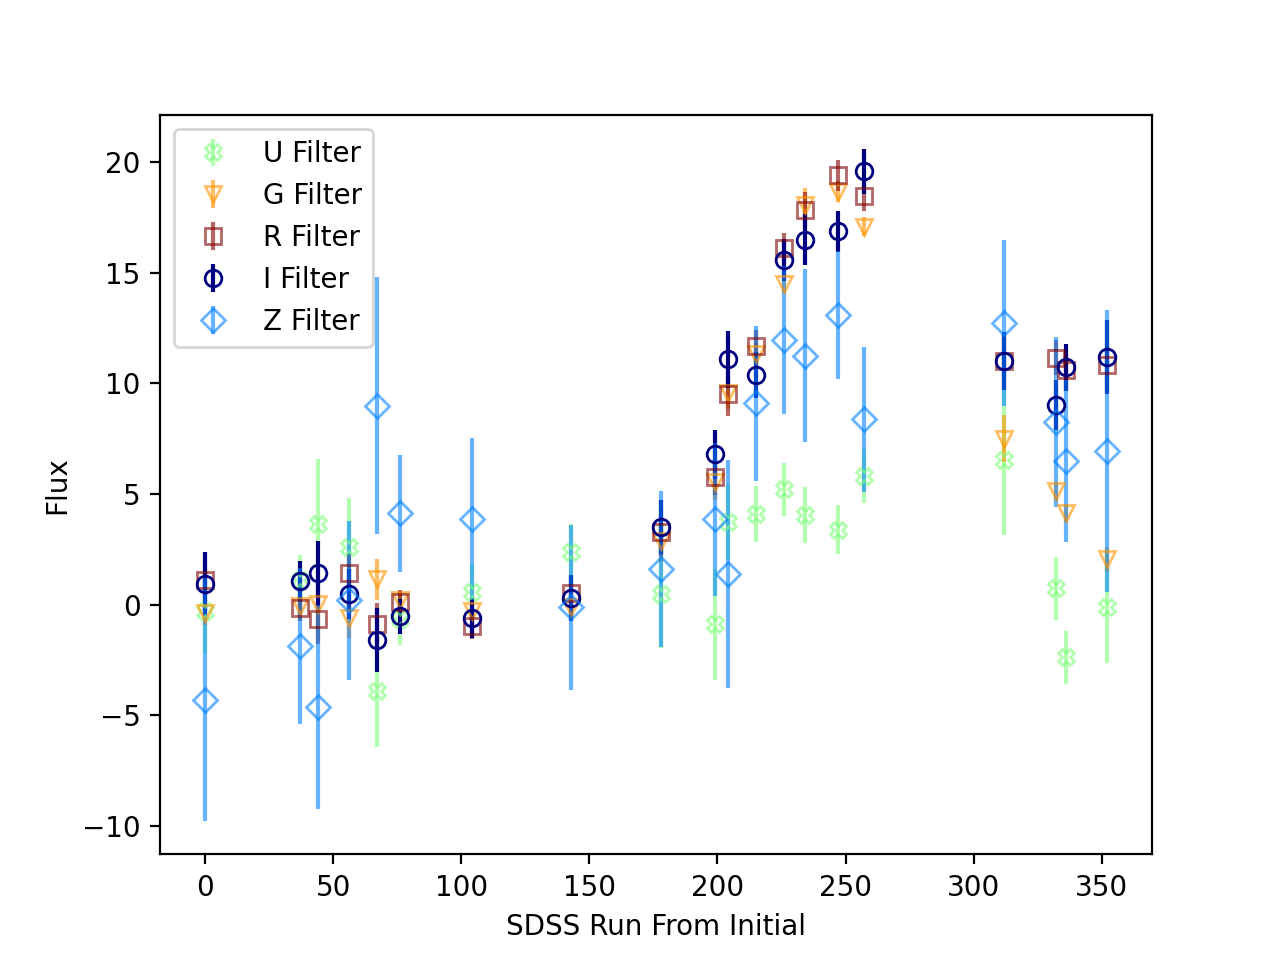 U Filter
G Filter
R Filter
I Filter
Z Filter
20
15
10
5
0
−5
−10
Flux
0 50 100 150 200 250 300 350
SDSS Run From Initial